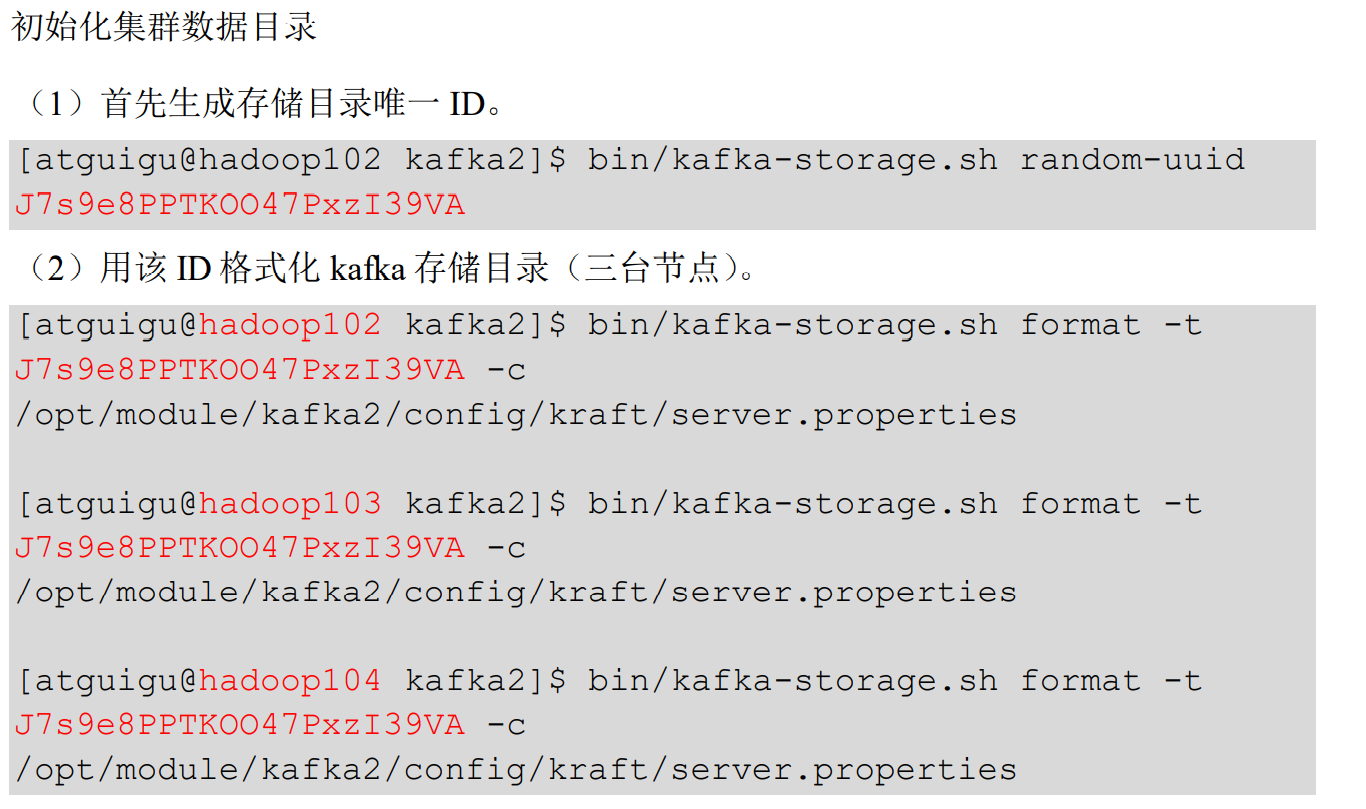 初始化集群数据目录
（1）首先生成存储目录唯一 ID。
[atguigu@hadoop102 kafka2]$ bin/kafka-storage.sh random-uuid
J7s9e8PPTKOO47PxzI39VA
（2）用该 ID 格式化 kafka 存储目录（三台节点）。
[atguigu@hadoop102 kafka2]$ bin/kafka-storage.sh format -t
J7s9e8PPTKOO47PxzI39VA -c
/opt/module/kafka2/config/kraft/server.properties
[atguigu@hadoop103 kafka2]$ bin/kafka-storage.sh format -t
J7s9e8PPTKOO47PxzI39VA -c
/opt/module/kafka2/config/kraft/server.properties
[atguigu@hadoop104 kafka2]$ bin/kafka-storage.sh format -t
J7s9e8PPTKOO47PxzI39VA -c
/opt/module/kafka2/config/kraft/server.properties